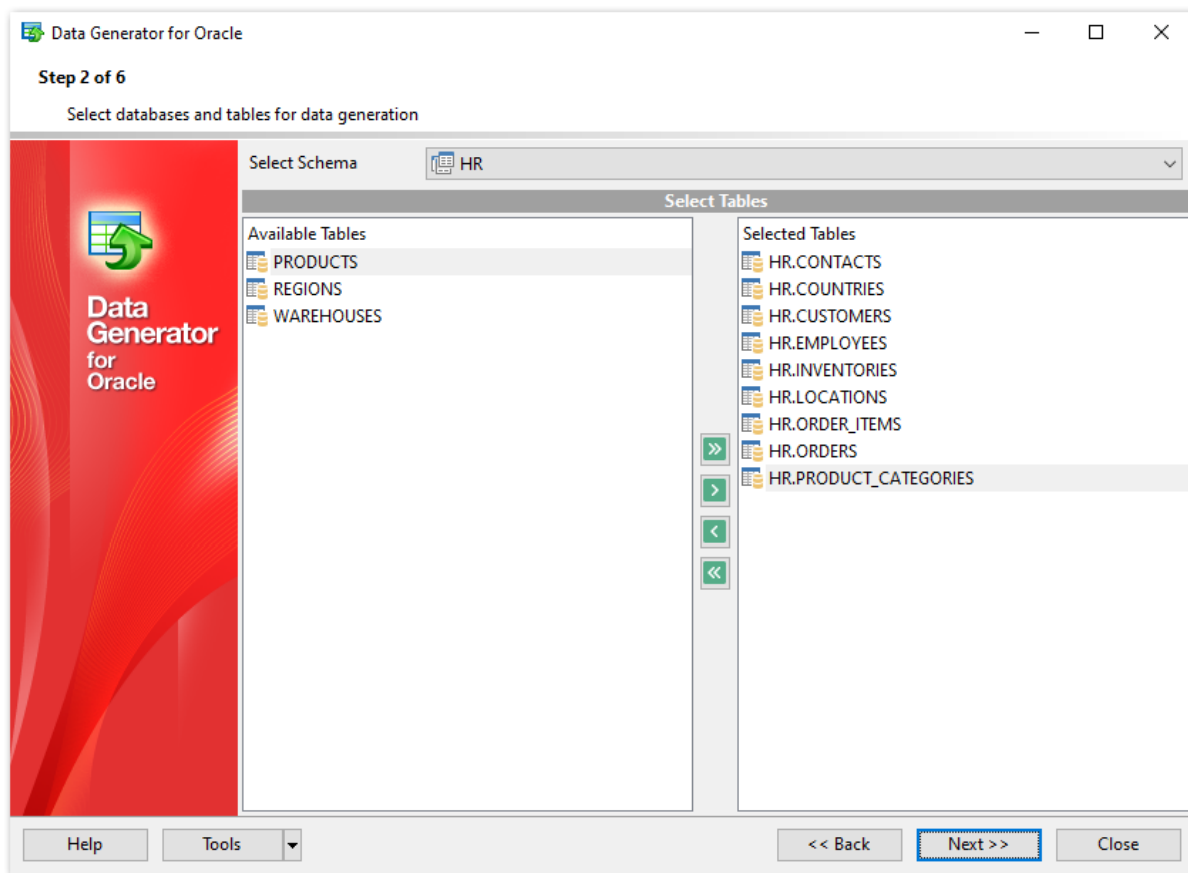 Data Generator for Oracle
Step 2 of 6
Select databases and tables for data generation
Select Schema
HR
Select Tables
Data
Generator
for
Oracle
Available Tables
PRODUCTS
REGIONS
WAREHOUSES
Selected Tables
HR.CONTACTS
HR.COUNTRIES
HR.CUSTOMERS
HR.EMPLOYEES
HR.INVENTORIES
HR.LOCATIONS
HR.ORDER_ITEMS
HR.ORDERS
HR.PRODUCT_CATEGORIES
Help
Tools
<< Back
Next >>
Close